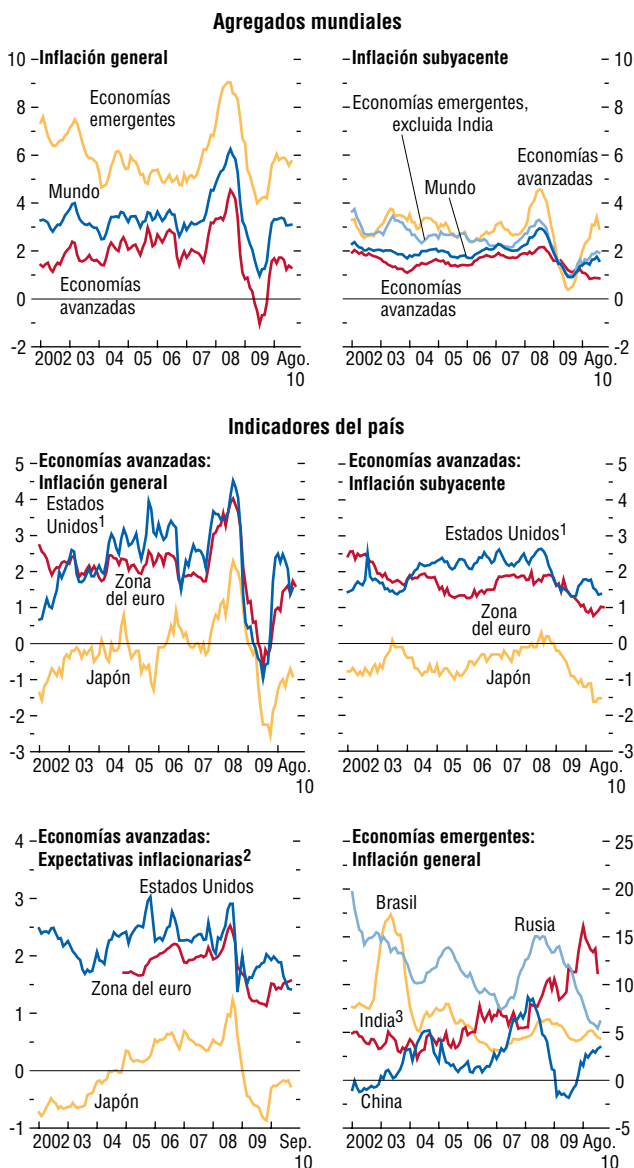 Agregados mundiales
Inflación general
Inflación subyacente
10
8
6
4
2
0
-2
Economías
emergentes
Mundo
Economías
avanzadas
2002 03 04 05 06 07 08 09 Ago.
10
10
8
6
4
2
0
-2
Economías emergentes,
excluida India
Economías
avanzadas
Mundo
Economías
avanzadas
2002 03 04 05 06 07 08 09 Ago.
10
Indicadores del país
Economías avanzadas:
Inflación general
5
4
3
2
1
0
-1
-2
-3
Estados
Unidos1
Zona
del euro
Japón
2002 03 04 05 06 07 08 09 Ago.
10
Economías avanzadas:
Inflación subyacente
5
4
3
2
1
0
-1
-2
-3
Estados Unidos1
Zona
del euro
Japón
2002 03 04 05 06 07 08 09 Ago.
10
Economías avanzadas:
Expectativas inflacionarias2
4
3
2
1
0
-1
Estados Unidos
Zona del euro
Japón
2002 03 04 05 06 07 08 09 Sep.
10
Economías emergentes:
Inflación general
25
20
15
10
5
0
-5
Brasil
Rusia
India3
China
2002 03 04 05 06 07 08 09 Ago.
10